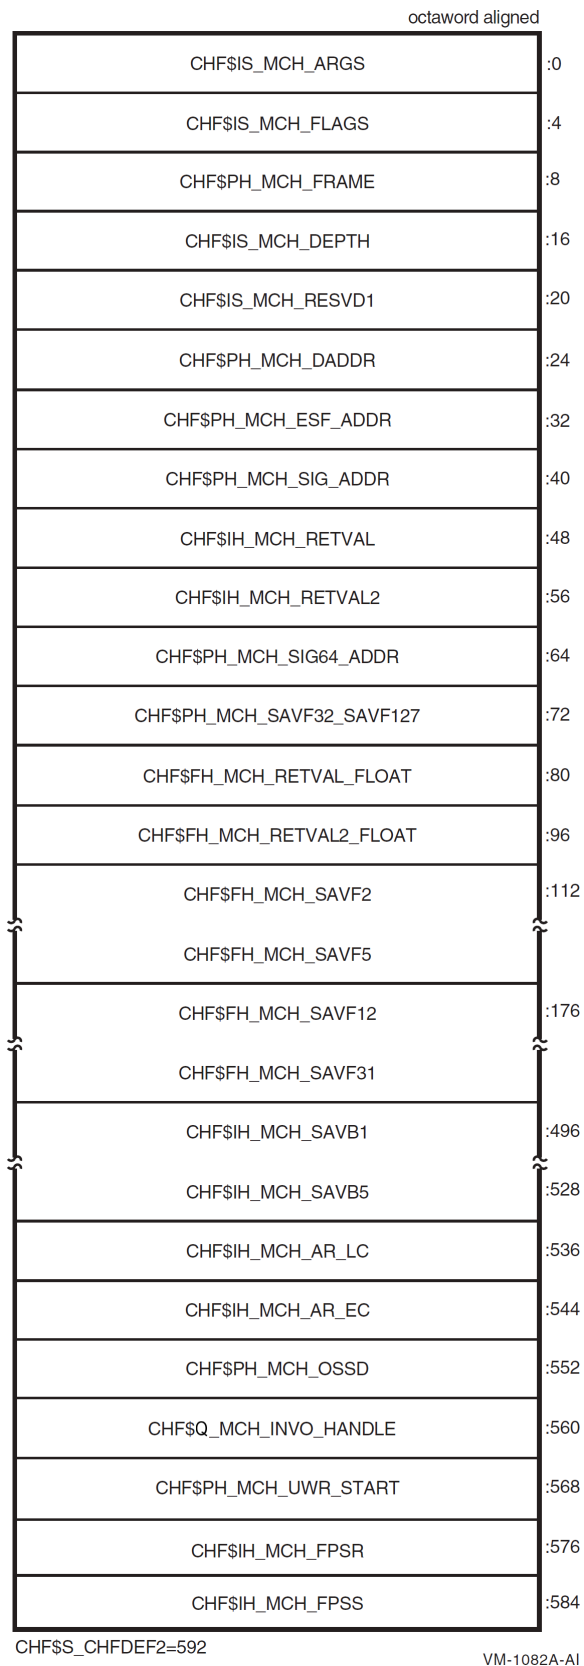 octaword aligned
CHF$IS_MCH_ARGS :0
CHF$IS_MCH_FLAGS :4
CHF$PH_MCH_FRAME :8
CHF$IS_MCH_DEPTH :16
CHF$IS_MCH_RESVD1 :20
CHF$PH_MCH_DADDR :24
CHF$PH_MCH_ESF_ADDR :32
CHF$PH_MCH_SIG_ADDR :40
CHF$IH_MCH_RETVAL :48
CHF$IH_MCH_RETVAL2 :56
CHF$PH_MCH_SIG64_ADDR :64
CHF$PH_MCH_SAVF32_SAVF127 :72
CHF$FH_MCH_RETVAL_FLOAT :80
CHF$FH_MCH_RETVAL2_FLOAT :96
CHF$FH_MCH_SAVF2 :112
CHF$FH_MCH_SAVF5
CHF$FH_MCH_SAVF12 :176
CHF$FH_MCH_SAVF31
CHF$IH_MCH_SAVB1 :496
CHF$IH_MCH_SAVB5 :528
CHF$IH_MCH_AR_LC :536
CHF$IH_MCH_AR_EC :544
CHF$PH_MCH_OSSD :552
CHF$Q_MCH_INVO_HANDLE :560
CHF$PH_MCH_UWR_START :568
CHF$IH_MCH_FPSR :576
CHF$IH_MCH_FPSS :584
CHF$S_CHFDEF2=592
VM-1082A-AI